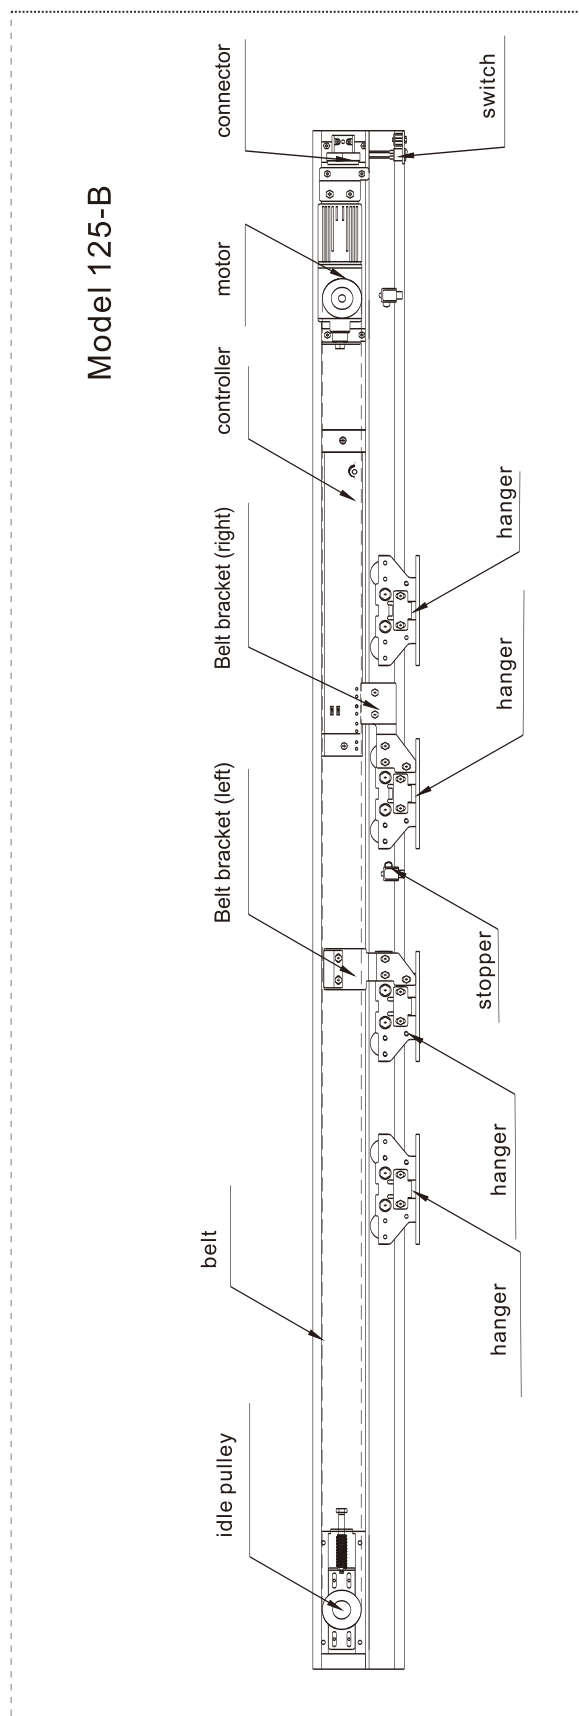 Model 125-B
idle pulley
belt
Belt bracket (left)
Belt bracket (right)
controller
motor
connector
hanger
hanger
stopper
hanger
hanger
switch